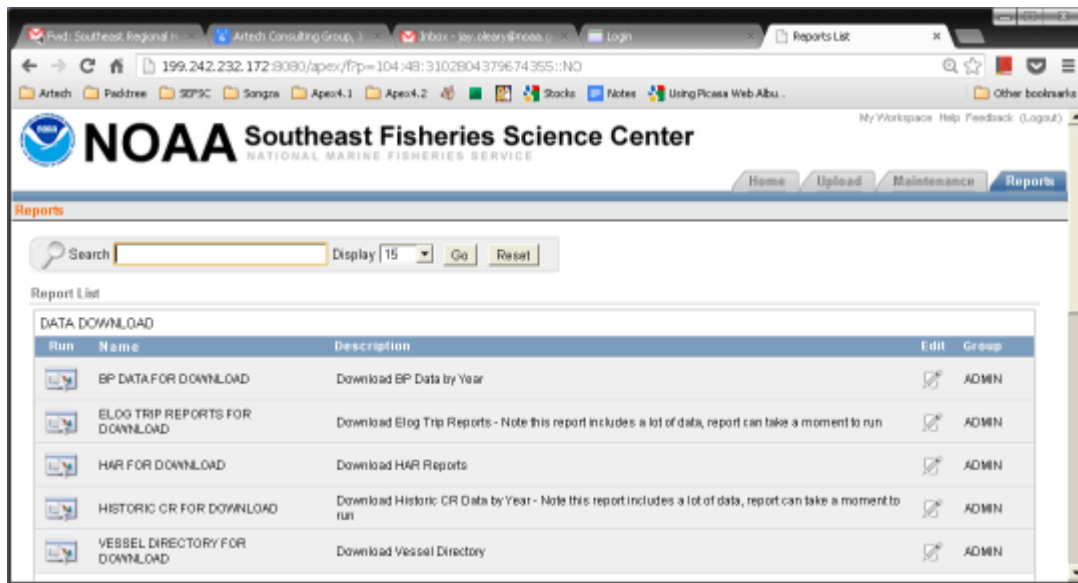 Fwd: Southeast Regional H
Artech Consulting Group, I
Inbox - jay.oleary@noaa.g
Login
Reports List
199.242.232.172:8080/apex/f?p=104:48:3102804379674355::NO
Artech Paddtree SEFSC Songza Apex4.1 Apex4.2 Stocks Notes Using Picasa Web Albu... Other bookmarks
My Workspace Help Feedback (Logout)
NOAA Southeast Fisheries Science Center
NATIONAL MARINE FISHERIES SERVICE
Home Upload Maintenance Reports
Reports
Search Display 15 Go Reset
Report List
DATA DOWNLOAD
Run Name Description Edit Group
BP DATA FOR DOWNLOAD Download BP Data by Year ADMIN
ELOG TRIP REPORTS FOR
DOWNLOAD Download Elog Trip Reports - Note this report includes a lot of data, report can take a moment to run ADMIN
HAR FOR DOWNLOAD Download HAR Reports ADMIN
HISTORIC CR FOR DOWNLOAD Download Historic CR Data by Year - Note this report includes a lot of data, report can take a moment to
run ADMIN
VESSEL DIRECTORY FOR
DOWNLOAD Download Vessel Directory ADMIN